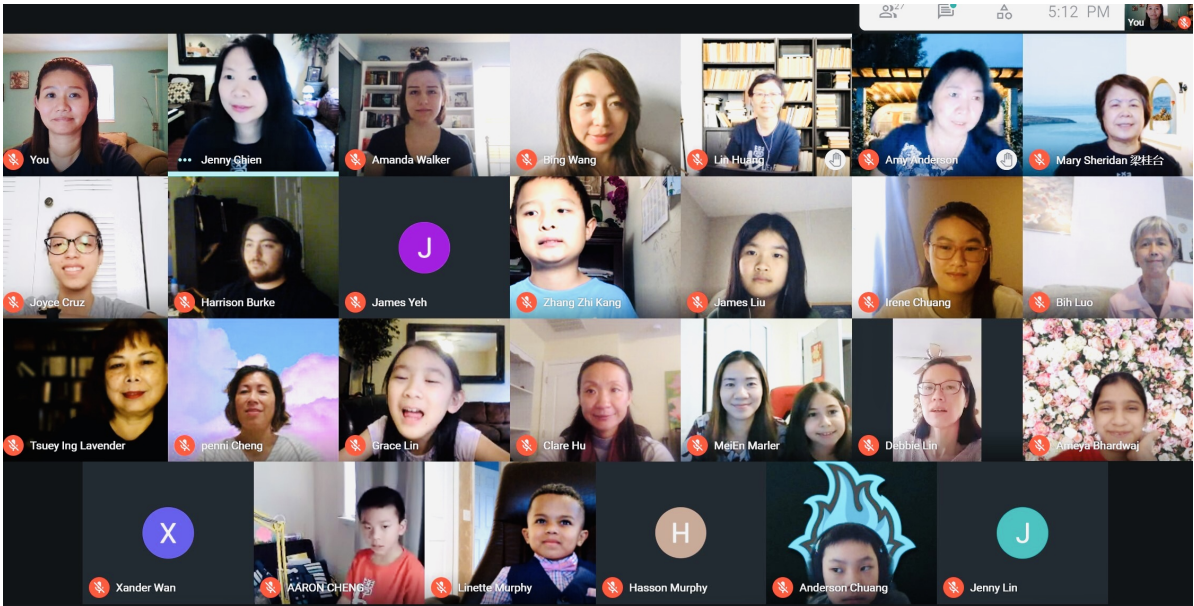 27
5:12 PM
You
You
Jenny Chien
Amanda Walker
Bing Wang
Lin Huang
Amy Anderson
Mary Sheridan 梁桂台
Joyce Cruz
Harrison Burke
J
James Yeh
Zhang Zhi Kang
James Liu
Irene Chuang
Bih Luo
Tsuey Ing Lavender
penni Cheng
Grace Lin
Clare Hu
MeiEn Marler
Debbie Lin
Ameya Bhardwaj
X
Xander Wan
AARON CHENG
Linette Murphy
H
Hasson Murphy
Anderson Chuang
J
Jenny Lin